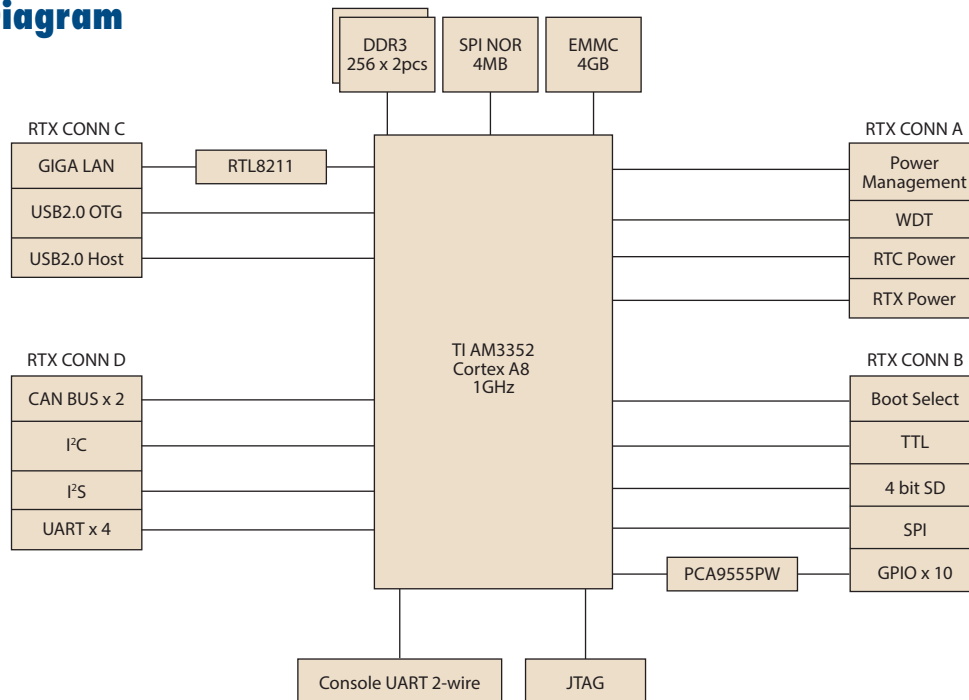 iagram
DDR3
256 x 2pcs
SPI NOR
4MB
EMMC
4GB
RTX CONN C
GIGA LAN
RTL8211
USB2.0 OTG
USB2.0 Host
RTX CONN A
Power
Management
WDT
RTC Power
RTX Power
TI AM3352
Cortex A8
1GHz
RTX CONN D
CAN BUS x 2
I²C
I²S
UART x 4
RTX CONN B
Boot Select
TTL
4 bit SD
SPI
PCA9555PW
GPIO x 10
Console UART 2-wire
JTAG